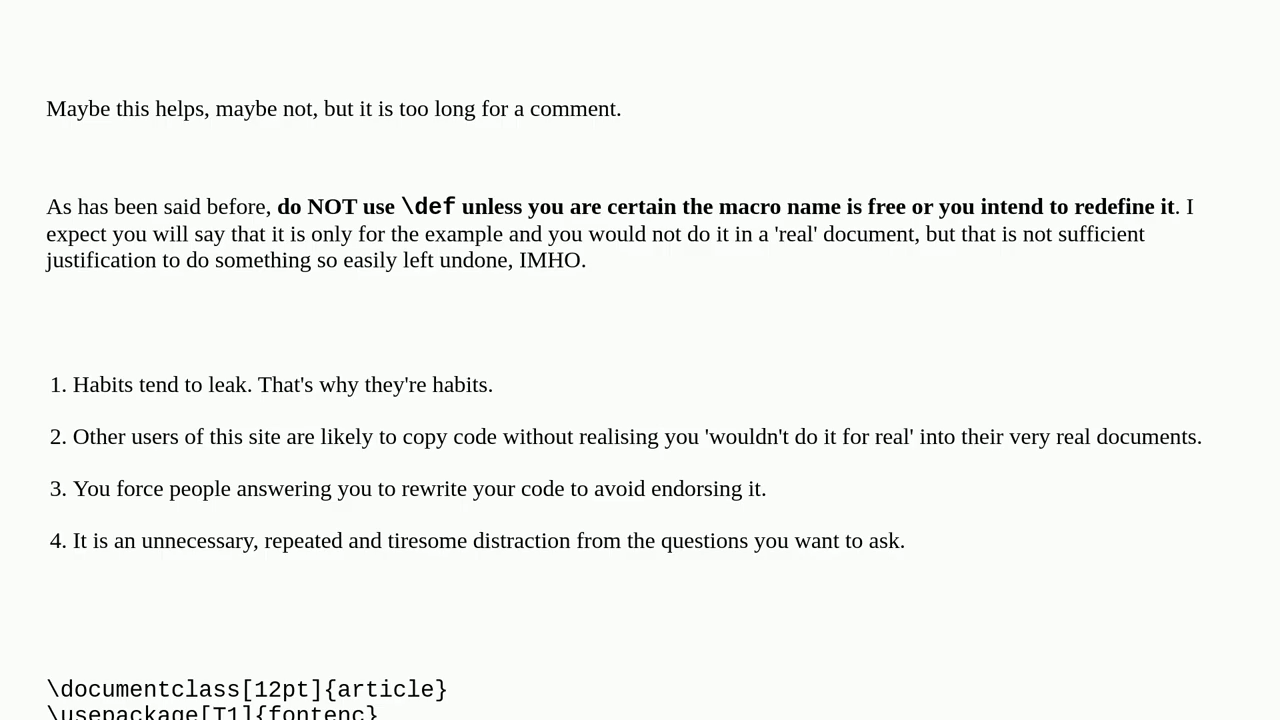 Maybe this helps, maybe not, but it is too long for a comment.
As has been said before, do NOT use \def unless you are certain the macro name is free or you intend to redefine it. I
expect you will say that it is only for the example and you would not do it in a 'real' document, but that is not sufficient
justification to do something so easily left undone, IMHO.
1. Habits tend to leak. That's why they're habits.
2. Other users of this site are likely to copy code without realising you 'wouldn't do it for real' into their very real documents.
3. You force people answering you to rewrite your code to avoid endorsing it.
4. It is an unnecessary, repeated and tiresome distraction from the questions you want to ask.
\documentclass[12pt]{article}
\usepackage[T1]{fontenc}